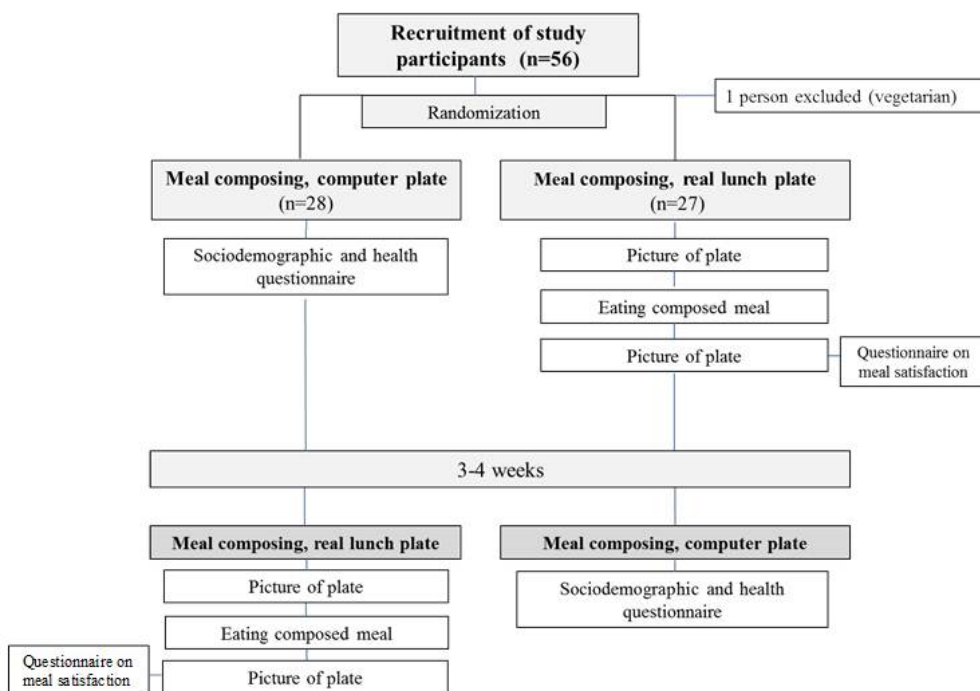 Recruitment of study
participants (n=56)
1 person excluded (vegetarian)
Randomization
Meal composing, computer plate
(n=28)
Meal composing, real lunch plate
(n=27)
Sociodemographic and health
questionnaire
Picture of plate
Eating composed meal
Picture of plate
Questionnaire on
meal satisfaction
3-4 weeks
Meal composing, real lunch plate
Meal composing, computer plate
Picture of plate
Eating composed meal
Picture of plate
Questionnaire on
meal satisfaction
Sociodemographic and health
questionnaire